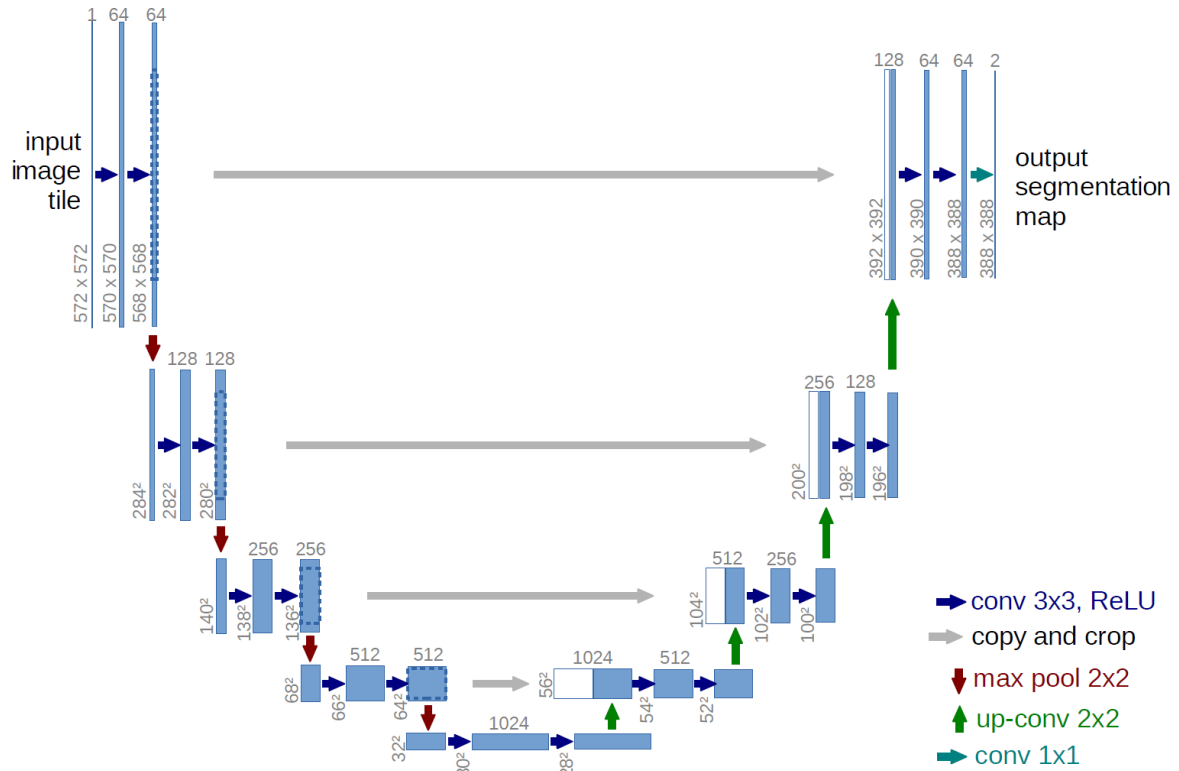 1 64 64
input
image
tile
572 x 572
570 x 570
568 x 568
128 64 64 2
392 x 392
390 x 390
388 x 388
388 x 388
output
segmentation
map
128 128
284²
282²
280²
256 128
200²
198²
196²
256 256
140²
138²
136²
512 256
104²
102²
100²
512 512
68²
66²
64²
1024 512
56²
54²
52²
1024
32²
conv 3x3, ReLU
copy and crop
max pool 2x2
up-conv 2x2
conv 1x1